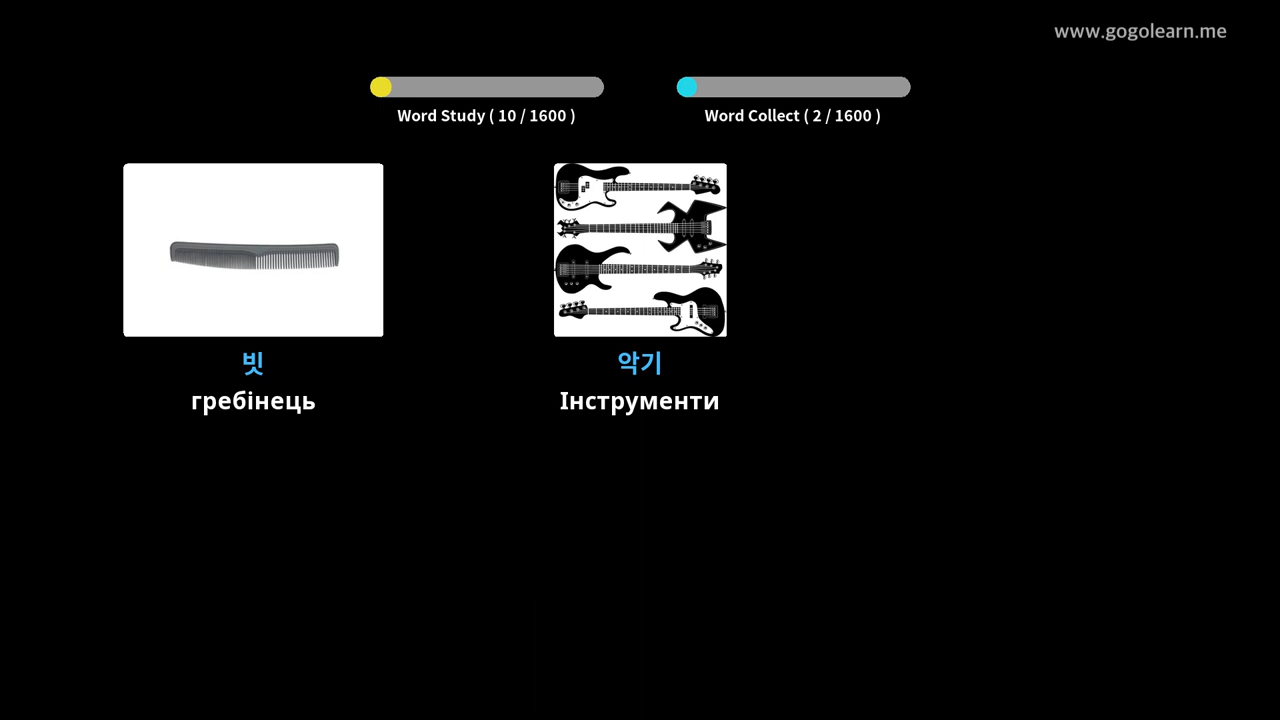 www.gogolearn.me
Word Study ( 10 / 1600 )
Word Collect ( 2 / 1600 )
빗
гребінець
악기
Інструменти